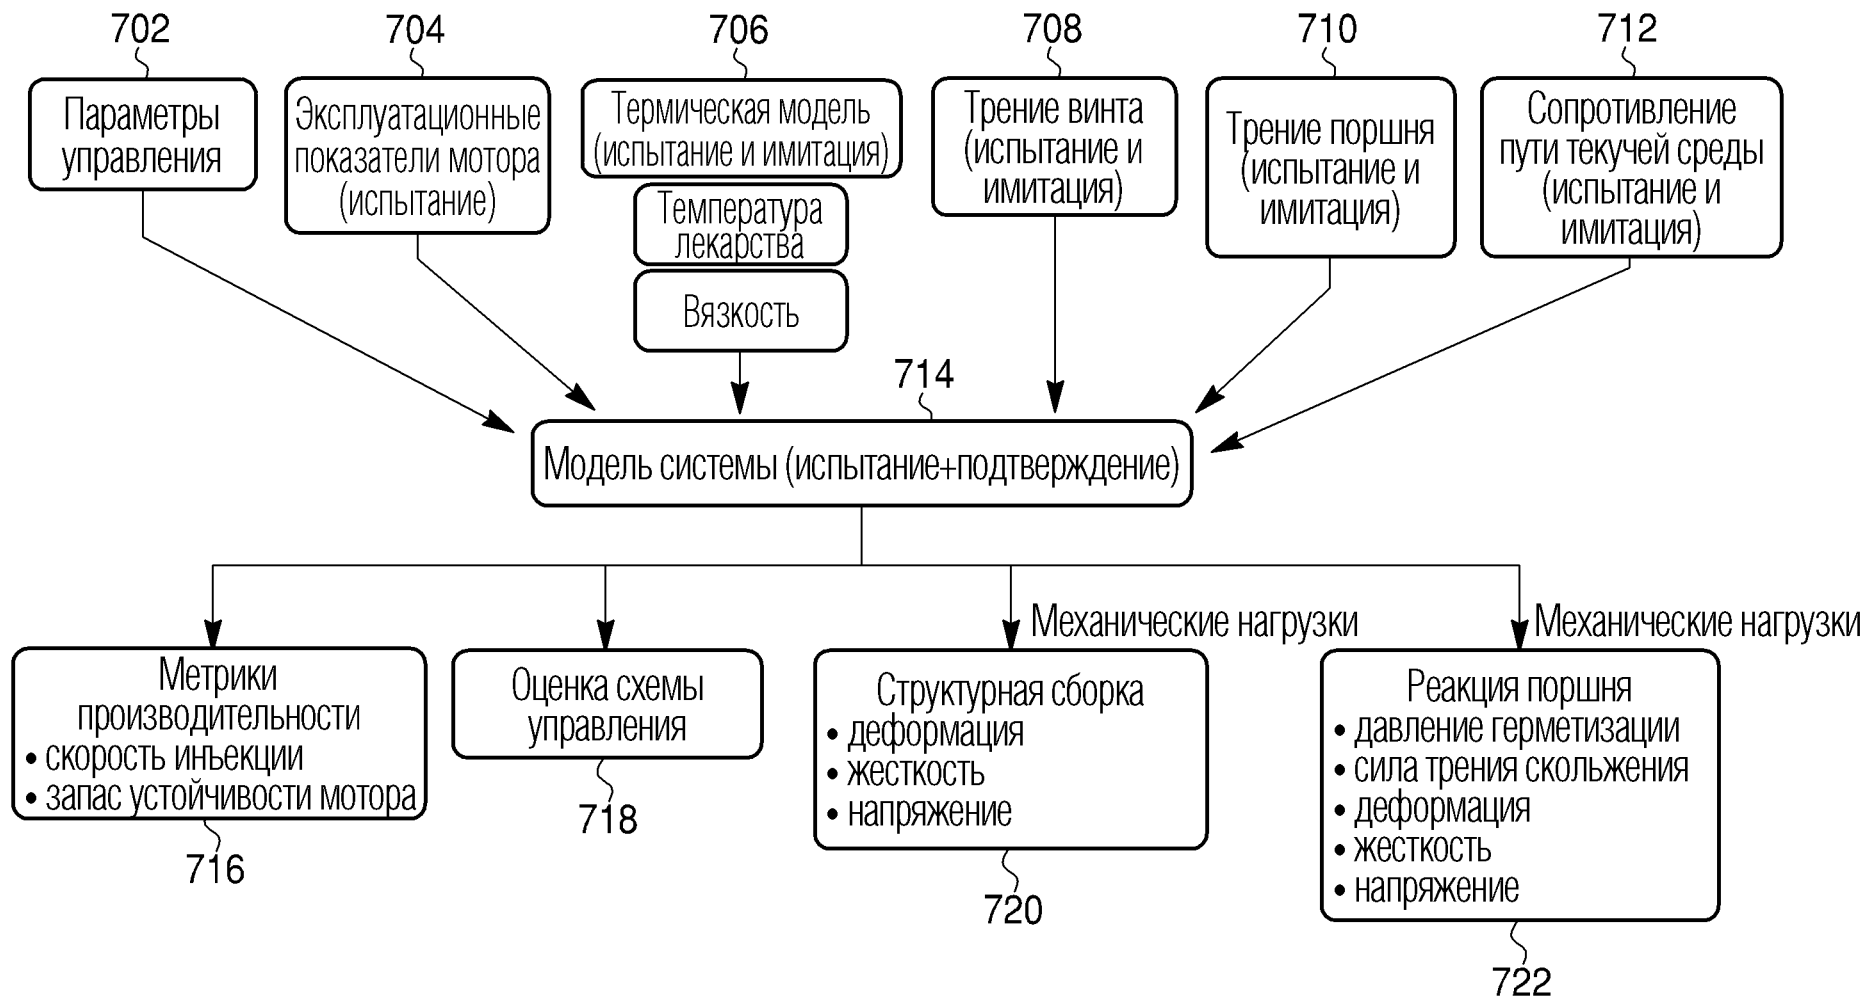 702
704
706
708
710
712
Параметры
управления
Эксплуатационные
показатели мотора
(испытание)
Термическая модель
(испытание и имитация)
Температура
лекарства
Вязкость
Трение винта
(испытание и
имитация)
Трение поршня
(испытание и
имитация)
Сопротивление
пути текучей среды
(испытание и
имитация)
714
Модель системы (испытание+подтверждение)
Механические нагрузки
Механические нагрузки
Метрики
производительности
• скорость инъекции
• запас устойчивости мотора
716
Оценка схемы
управления
718
Структурная сборка
• деформация
• жесткость
• напряжение
720
Реакция поршня
• давление герметизации
• сила трения скольжения
• деформация
• жесткость
• напряжение
722